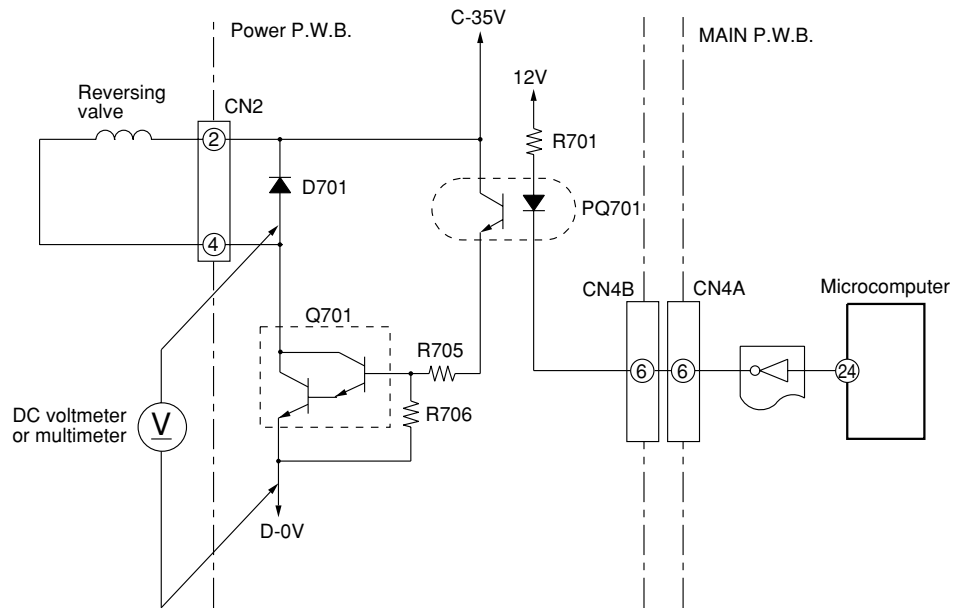 C-35V
Power P.W.B.
MAIN P.W.B.
12V
Reversing
valve
CN2
R701
2
D701
PQ701
4
CN4B
CN4A
Microcomputer
Q701
R705
6
6
24
R706
DC voltmeter
or multimeter
V
D-0V